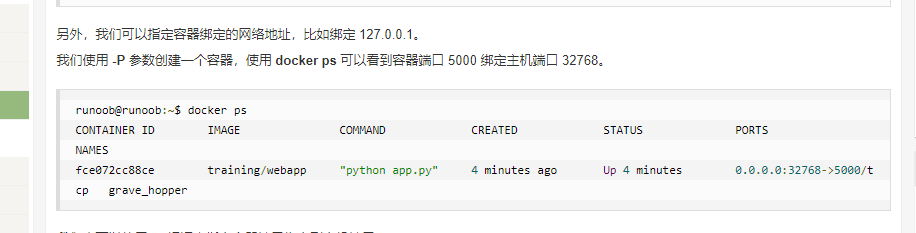 另外，我们可以指定容器绑定的网络地址，比如绑定 127.0.0.1。
我们使用 -P 参数创建一个容器，使用 docker ps 可以看到容器端口 5000 绑定主机端口 32768。
runoob@runoob:~$ docker ps
CONTAINER ID IMAGE COMMAND CREATED STATUS PORTS
NAMES
fce072cc88ce training/webapp "python app.py" 4 minutes ago Up 4 minutes 0.0.0.0:32768->5000/t
cp grave_hopper